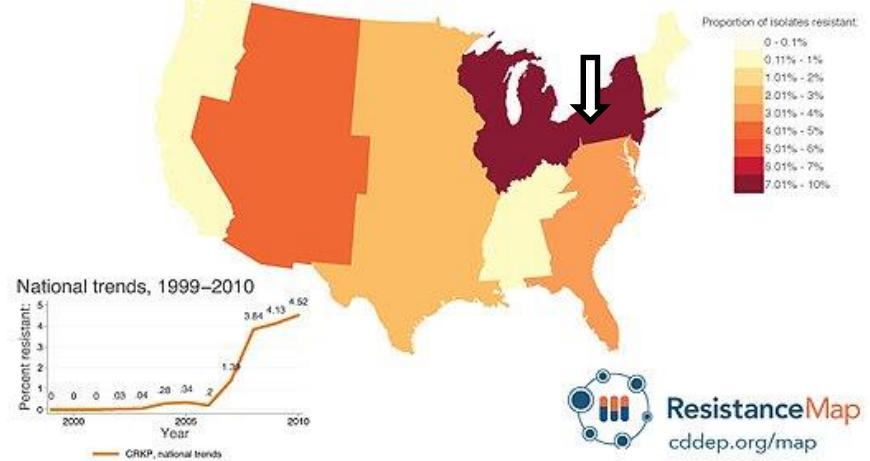 Proportion of isolates resistant:
0 - 0.1%
0.11% - 1%
1.01% - 2%
2.01% - 3%
3.01% - 4%
4.01% - 5%
5.01% - 6%
6.01% - 7%
7.01% - 10%
National trends, 1999–2010
Percent resistant:
5
4
3
2
1
0
0 0 0 .03 .04 .28 .34 .2 1.39 3.84 4.13 4.52
2000 2005 2010
Year
CRKP, national trends
ResistanceMap
cddep.org/map